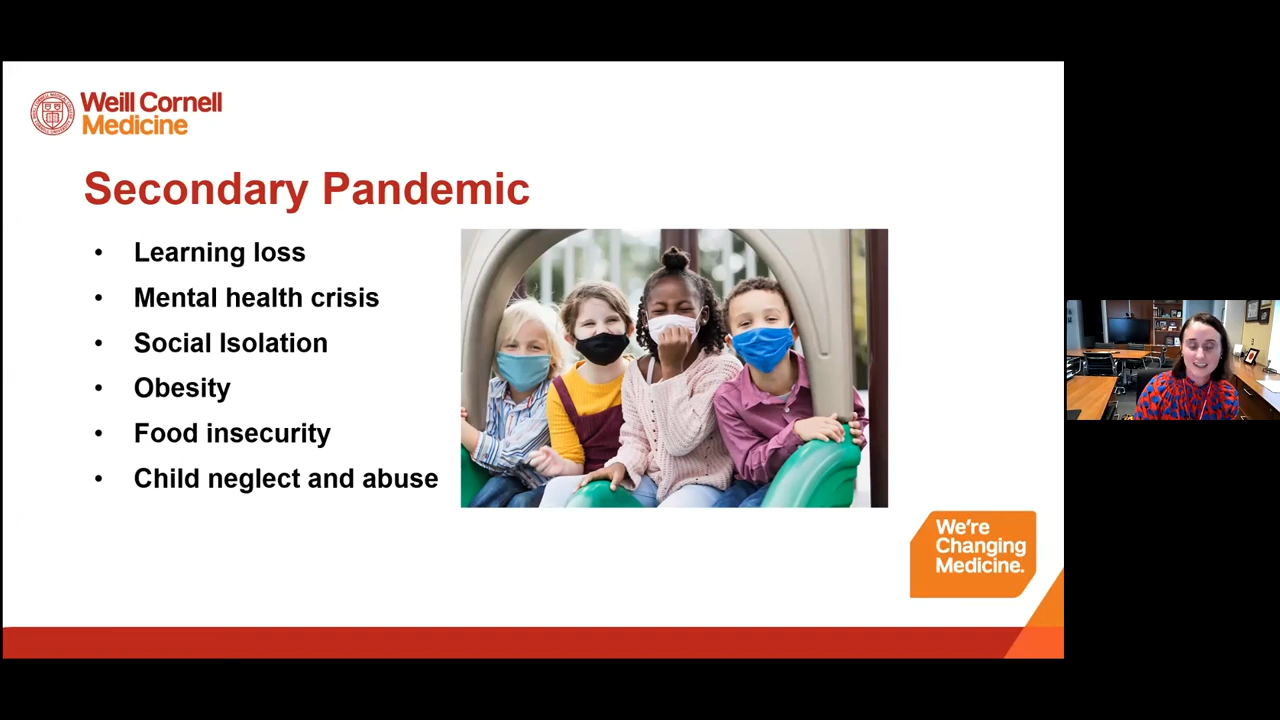 Weill Cornell
Medicine
Secondary Pandemic
• Learning loss
• Mental health crisis
• Social Isolation
• Obesity
• Food insecurity
• Child neglect and abuse
We're
Changing
Medicine.